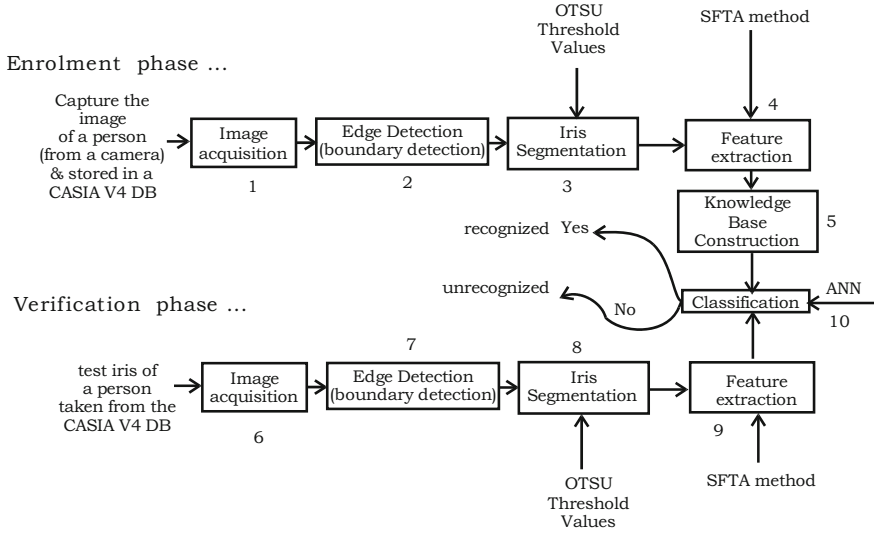 OTSU
Threshold
Values
SFTA method
Enrolment phase ...
Capture the
image
of a person
(from a camera)
& stored in a
CASIA V4 DB
Image
acquisition
1
Edge Detection
(boundary detection)
2
Iris
Segmentation
3
4
Feature
extraction
Knowledge
Base
Construction
5
recognized Yes
unrecognized
No
Classification
ANN
10
Verification phase ...
test iris of
a person
taken from the
CASIA V4 DB
Image
acquisition
6
7
Edge Detection
(boundary detection)
8
Iris
Segmentation
OTSU
Threshold
Values
Feature
extraction
9
SFTA method